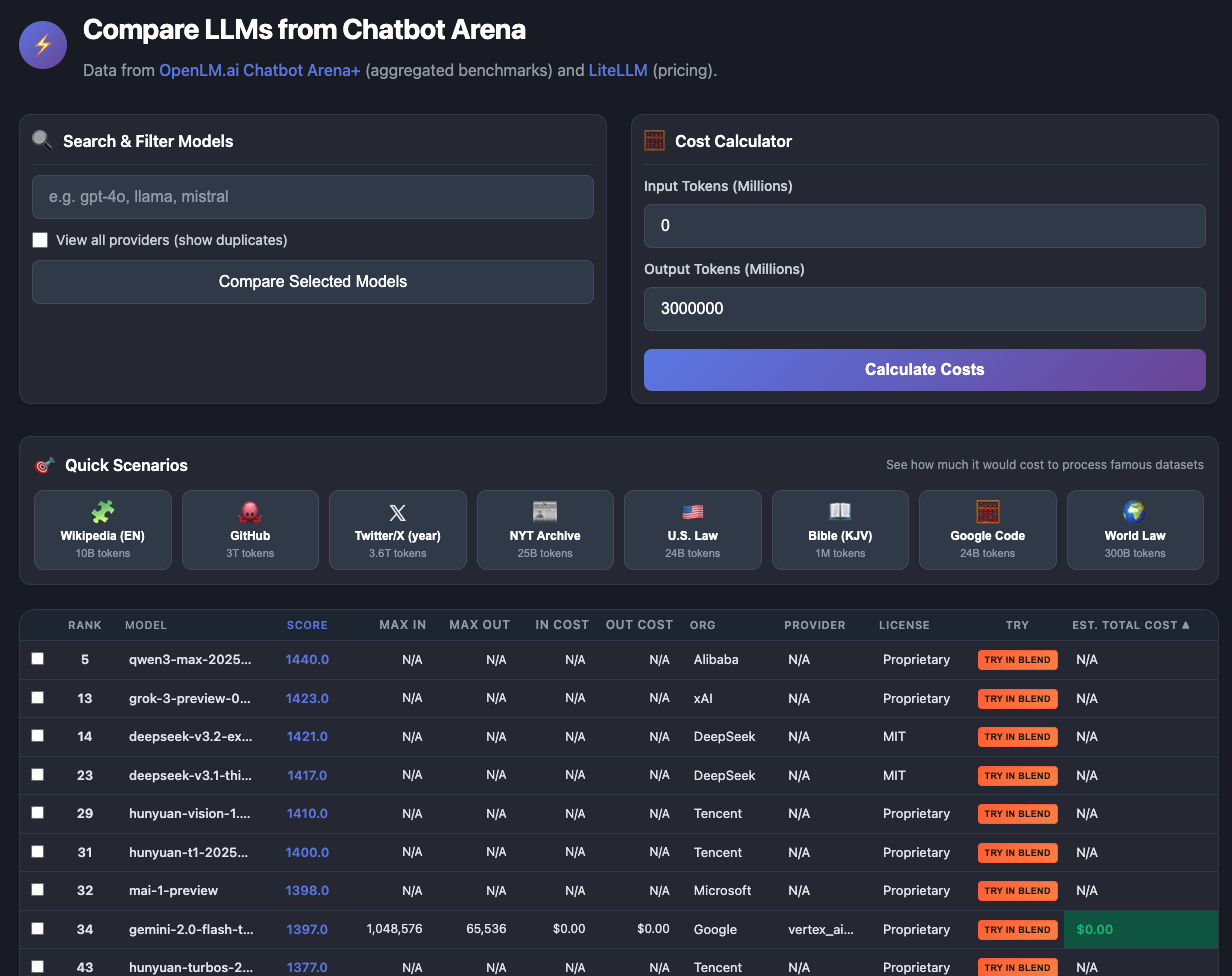 Compare LLMs from Chatbot Arena
Data from OpenLM.ai Chatbot Arena+ (aggregated benchmarks) and LiteLLM (pricing).
Search & Filter Models
e.g. gpt-4o, llama, mistral
View all providers (show duplicates)
Compare Selected Models
Cost Calculator
Input Tokens (Millions)
0
Output Tokens (Millions)
3000000
Calculate Costs
Quick Scenarios
See how much it would cost to process famous datasets
Wikipedia (EN)
10B tokens
GitHub
3T tokens
Twitter/X (year)
3.6T tokens
NYT Archive
25B tokens
U.S. Law
24B tokens
Bible (KJV)
1M tokens
Google Code
24B tokens
World Law
300B tokens
RANK MODEL SCORE MAX IN MAX OUT IN COST OUT COST ORG PROVIDER LICENSE TRY EST. TOTAL COST ▲
5 qwen3-max-2025... 1440.0 N/A N/A N/A N/A Alibaba N/A Proprietary TRY IN BLEND N/A
13 grok-3-preview-0... 1423.0 N/A N/A N/A N/A xAI N/A Proprietary TRY IN BLEND N/A
14 deepseek-v3.2-ex... 1421.0 N/A N/A N/A N/A DeepSeek N/A MIT TRY IN BLEND N/A
23 deepseek-v3.1-thi... 1417.0 N/A N/A N/A N/A DeepSeek N/A MIT TRY IN BLEND N/A
29 hunyuan-vision-1.... 1410.0 N/A N/A N/A N/A Tencent N/A Proprietary TRY IN BLEND N/A
31 hunyuan-t1-2025... 1400.0 N/A N/A N/A N/A Tencent N/A Proprietary TRY IN BLEND N/A
32 mai-1-preview 1398.0 N/A N/A N/A N/A Microsoft N/A Proprietary TRY IN BLEND N/A
34 gemini-2.0-flash-t... 1397.0 1,048,576 65,536 $0.00 $0.00 Google vertex_ai... Proprietary TRY IN BLEND $0.00
43 hunyuan-turbos-2... 1377.0 N/A N/A N/A N/A Tencent N/A Proprietary TRY IN BLEND N/A